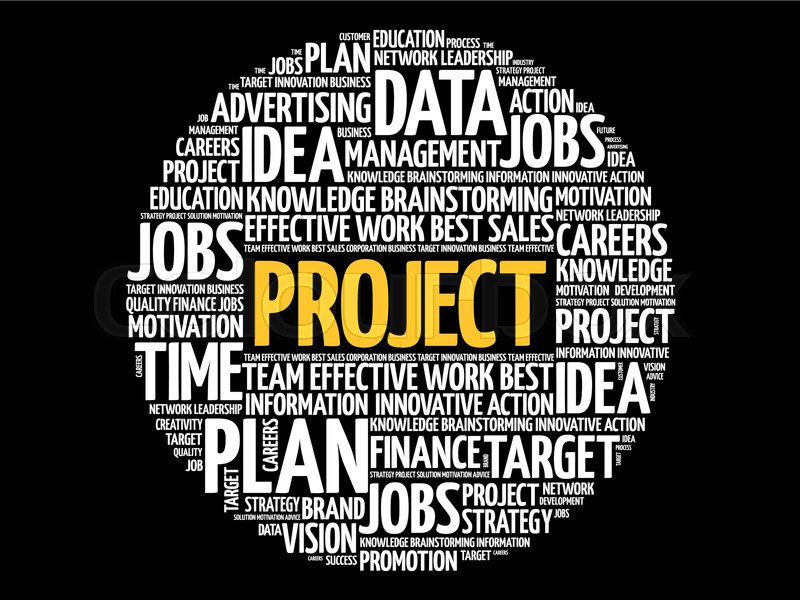 CUSTOMER
EDUCATION
PROCESS
TIME
TIME
JOBS
PLAN
NETWORK LEADERSHIP
INDUSTRY
TIME
STRATEGY PROJECT
TARGET INNOVATION BUSINESS
DATA
MANAGEMENT
TIME
ADVERTISING
ACTION
IDEA
JOB
BUSINESS
JOBS
FUTURE
MANAGEMENT
IDEA
PROCESS
CAREERS
MANAGEMENT
ADVERTISING
IDEA
PROJECT
KNOWLEDGE BRAINSTORMING INFORMATION INNOVATIVE ACTION
EDUCATION
KNOWLEDGE BRAINSTORMING
MOTIVATION
STRATEGY PROJECT SOLUTION MOTIVATION
EFFECTIVE WORK BEST SALES
NETWORK LEADERSHIP
JOBS
TEAM EFFECTIVE WORK BEST SALES CORPORATION BUSINESS TARGET INNOVATION BUSINESS TEAM EFFECTIVE
CAREERS
PROJECT
KNOWLEDGE
TARGET INNOVATION BUSINESS
MOTIVATION
DEVELOPMENT
QUALITY FINANCE JOBS
STRATEGY PROJECT SOLUTION MOTIVATION
MOTIVATION
PROJECT
STRATEGY
CAREERS
TIME
TEAM EFFECTIVE WORK BEST SALES CORPORATION BUSINESS TARGET INNOVATION BUSINESS TEAM EFFECTIVE
INFORMATION INNOVATIVE
TEAM EFFECTIVE WORK BEST
IDEA
CUSTOMER
VISION
ADVICE
INDUSTRY
NETWORK LEADERSHIP
INFORMATION INNOVATIVE ACTION
CREATIVITY
PLAN
CAREERS
KNOWLEDGE BRAINSTORMING INNOVATIVE ACTION
TARGET
FINANCE
BRAND
TARGET
IDEA
QUALITY
PROCESS
JOB
TARGET
STRATEGY PROJECT SOLUTION MOTIVATION ADVICE
TARGET
JOBS
PROJECT
NETWORK
STRATEGY
BRAND
DEVELOPMENT
SOLUTION MOTIVATION ADVICE
STRATEGY
JOBS
DATA
VISION
KNOWLEDGE BRAINSTORMING INFORMATION
CAREERS
SUCCESS
PROMOTION
TARGET
CAREERS